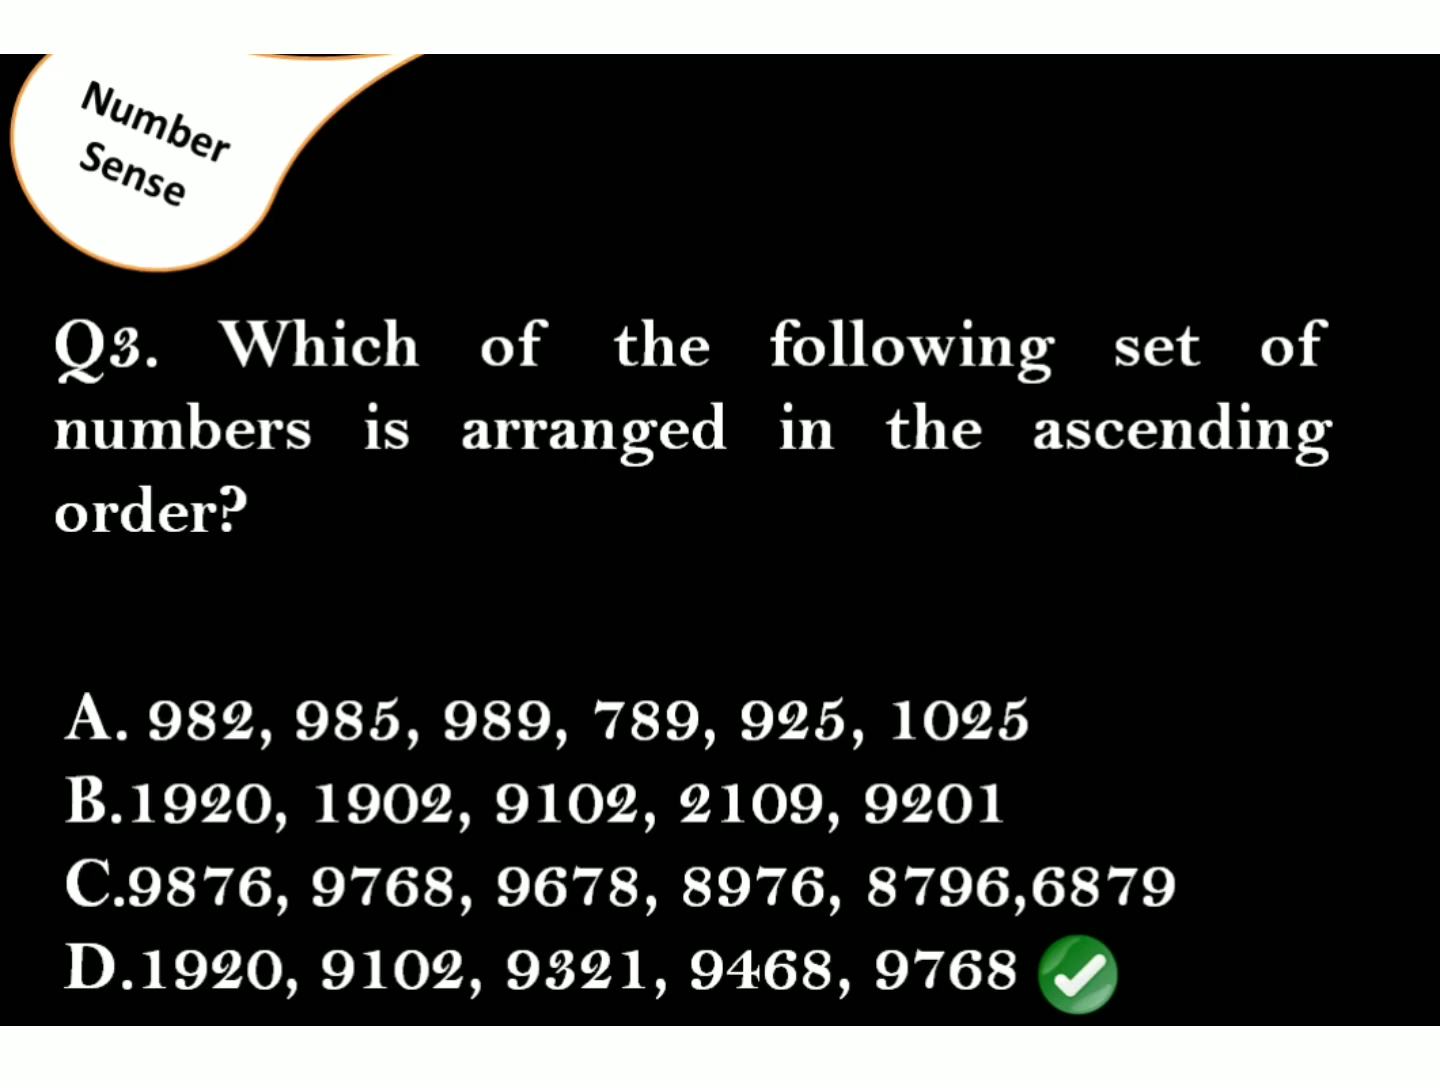 Number
Sense
Q3. Which of the following set of
numbers is arranged in the ascending
order?
A. 982, 985, 989, 789, 925, 1025
B.1920, 1902, 9102, 2109, 9201
C.9876, 9768, 9678, 8976, 8796,6879
D.1920, 9102, 9321, 9468, 9768